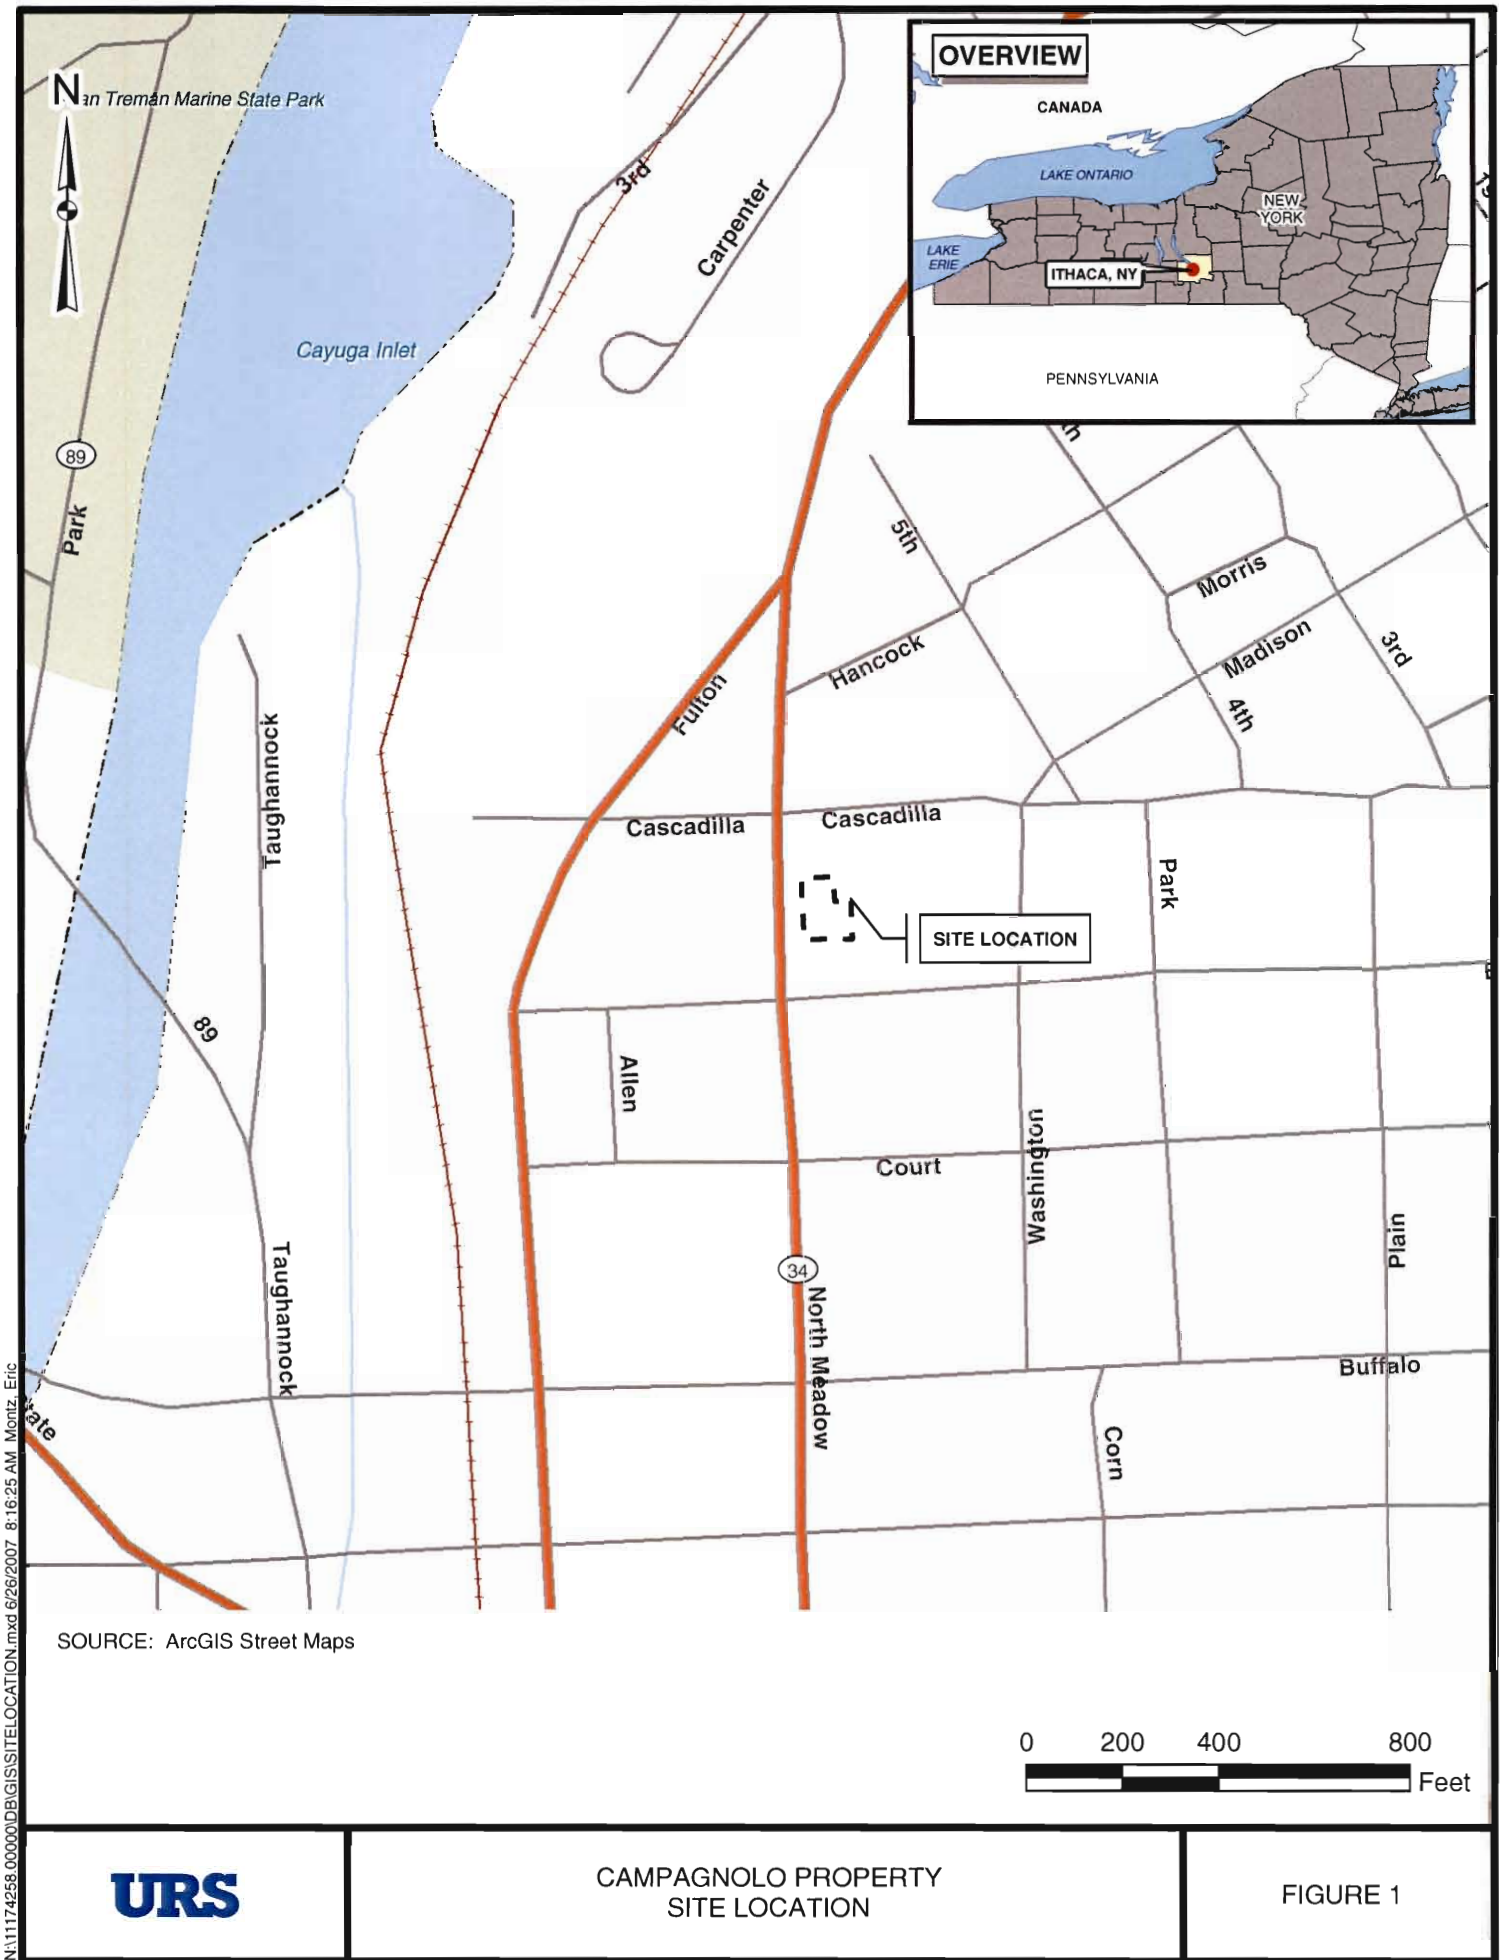 N
an Treman Marine State Park
OVERVIEW
CANADA
LAKE ONTARIO
NEW
YORK
LAKE
ERIE
ITHACA, NY
PENNSYLVANIA
3rd
Carpenter
Cayuga Inlet
89
Park
5th
th
Morris
Hancock
Madison
3rd
4th
Fulton
Taughannock
Cascadilla
Cascadilla
Park
SITE LOCATION
89
Allen
Court
Washington
Plain
34
North Meadow
Taughannock
Buffalo
tate
Corn
SOURCE: ArcGIS Street Maps
0 200 400 800
Feet
N:\11174258.00000\DB\GIS\SITELOCATION.mxd 6/26/2007 8:16:25 AM Montz, Eric
URS
CAMPAGNOLO PROPERTY
SITE LOCATION
FIGURE 1